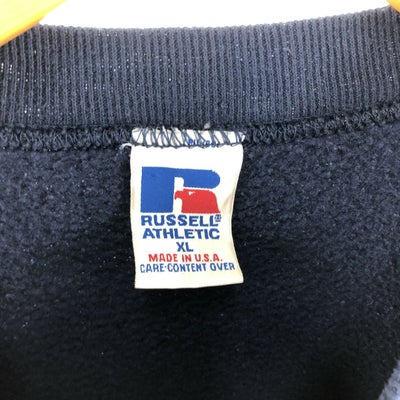 RUSSELL®
ATHLETIC
XL
MADE IN U.S.A.
CARE-CONTENT OVER